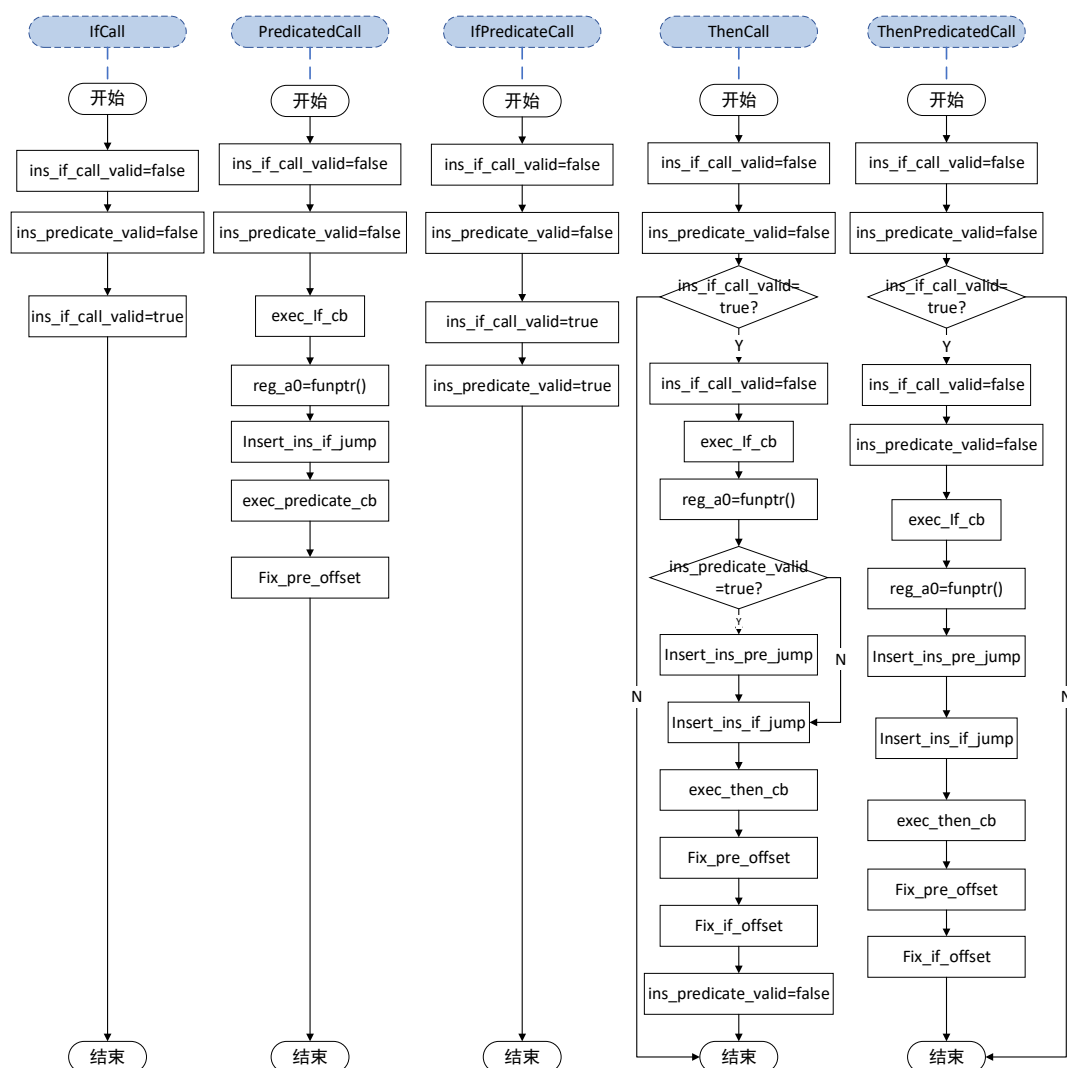 IfCall
开始
ins_if_call_valid=false
ins_predicate_valid=false
ins_if_call_valid=true
结束
PredicatedCall
开始
ins_if_call_valid=false
ins_predicate_valid=false
exec_If_cb
reg_a0=funptr()
Insert_ins_if_jump
exec_predicate_cb
Fix_pre_offset
结束
IfPredicateCall
开始
ins_if_call_valid=false
ins_predicate_valid=false
ins_if_call_valid=true
ins_predicate_valid=true
结束
ThenCall
开始
ins_if_call_valid=false
ins_predicate_valid=false
ins_if_call_valid=
true?
Y
N
ins_if_call_valid=false
exec_If_cb
reg_a0=funptr()
ins_predicate_valid
=true?
Y
N
Insert_ins_pre_jump
Insert_ins_if_jump
exec_then_cb
Fix_pre_offset
Fix_if_offset
ins_predicate_valid=false
结束
ThenPredicatedCall
开始
ins_if_call_valid=false
ins_predicate_valid=false
ins_if_call_valid=
true?
Y
N
ins_if_call_valid=false
ins_predicate_valid=false
exec_If_cb
reg_a0=funptr()
Insert_ins_pre_jump
Insert_ins_if_jump
exec_then_cb
Fix_pre_offset
Fix_if_offset
结束